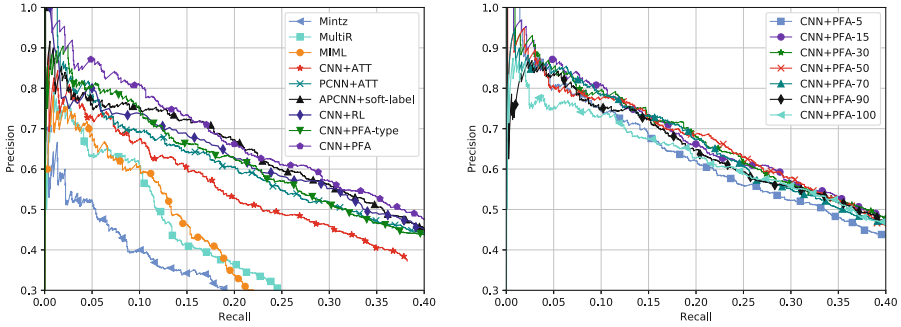 Precision
1.0
0.9
0.8
0.7
0.6
0.5
0.4
0.3
0.00
0.05
0.10
0.15
0.20
0.25
0.30
0.35
0.40
Recall
Mintz
MultiR
MIML
CNN+ATT
PCNN+ATT
APCNN+soft-label
CNN+RL
CNN+PFA-type
CNN+PFA
Precision
1.0
0.9
0.8
0.7
0.6
0.5
0.4
0.3
0.00
0.05
0.10
0.15
0.20
0.25
0.30
0.35
0.40
Recall
CNN+PFA-5
CNN+PFA-15
CNN+PFA-30
CNN+PFA-50
CNN+PFA-70
CNN+PFA-90
CNN+PFA-100